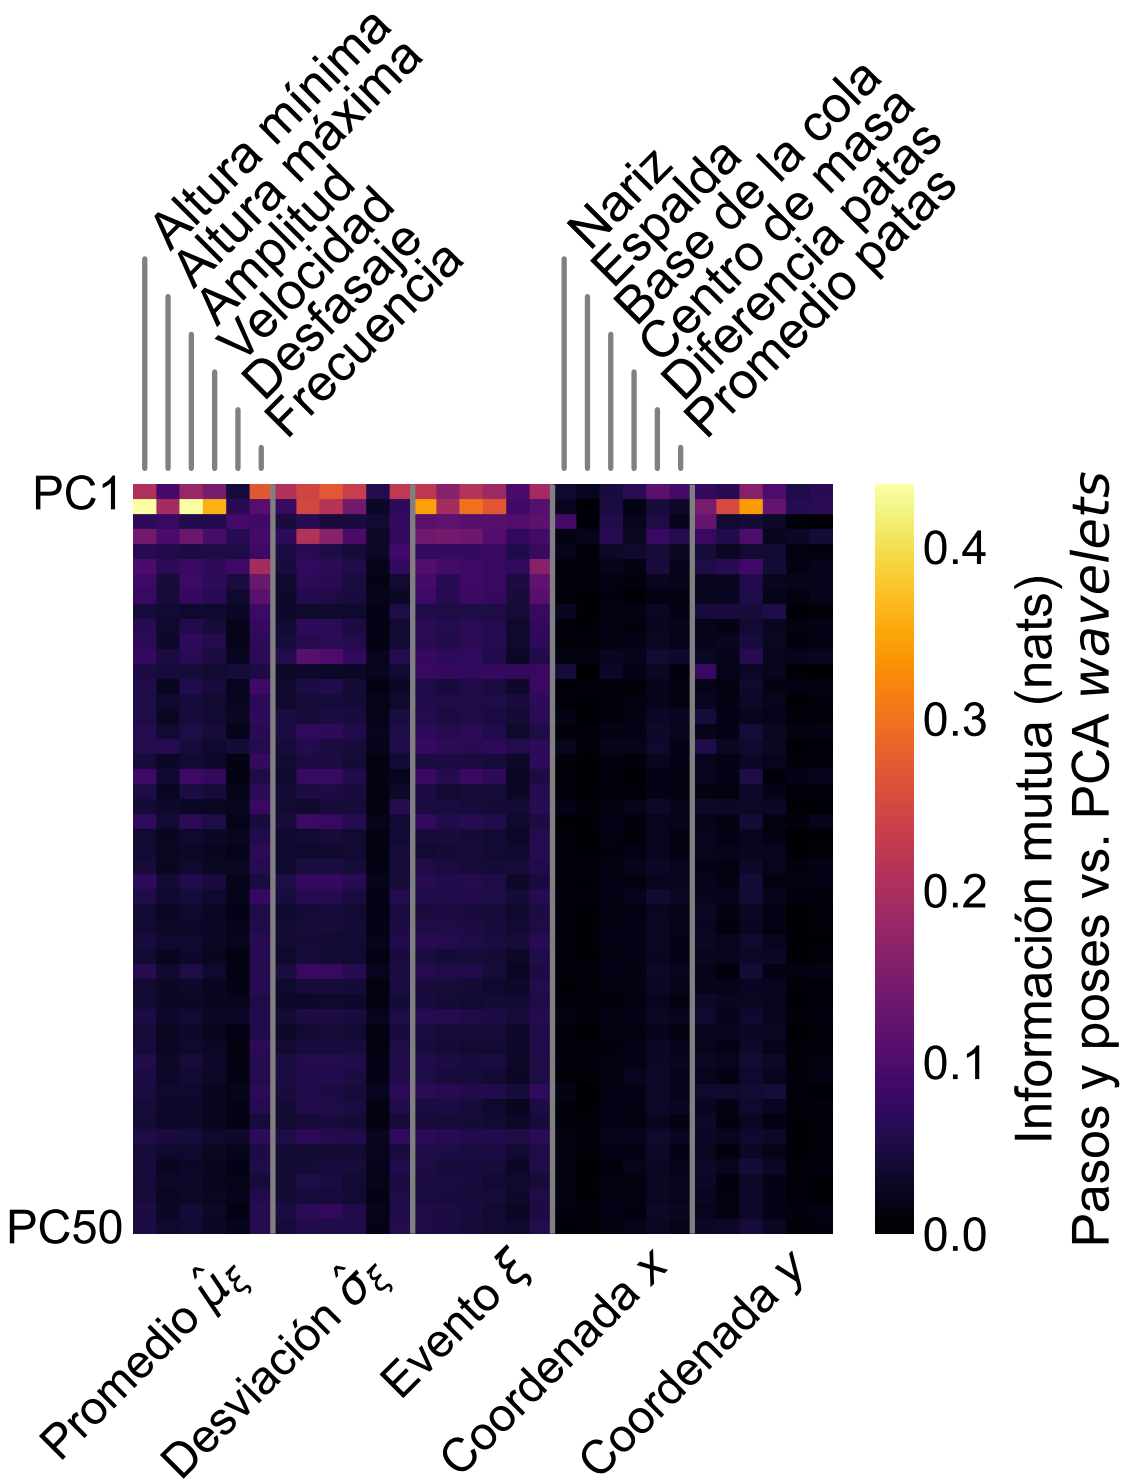 Altura mínima
Altura máxima
Amplitud
Velocidad
Desfasaje
Frecuencia
Nariz
Espalda
Base de la cola
Centro de masa
Diferencia patas
Promedio patas
PC1
PC50
0.4
0.3
0.2
0.1
0.0
Información mutua (nats)
Pasos y poses vs. PCA wavelets
Promedio μ̂ξ
Desviación σ̂ξ
Evento ξ
Coordenada x
Coordenada y